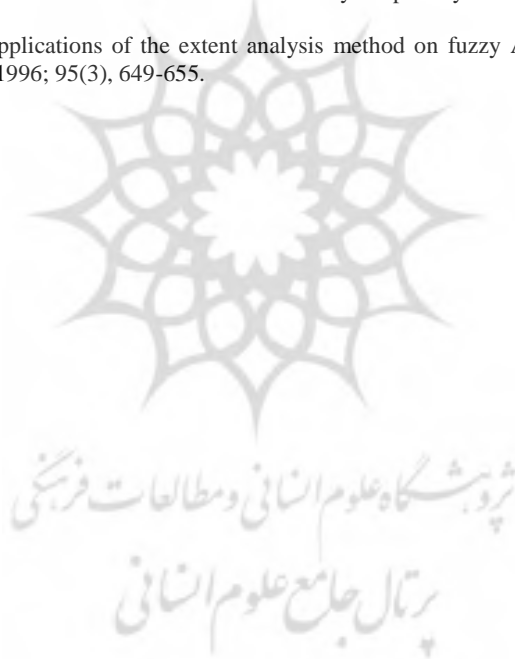 pplications of the extent analysis method on fuzzy
1996; 95(3), 649-655.
پژوهشگاه علوم انسانی و مطالعات فرهنگی
پرتال جامع علوم انسانی